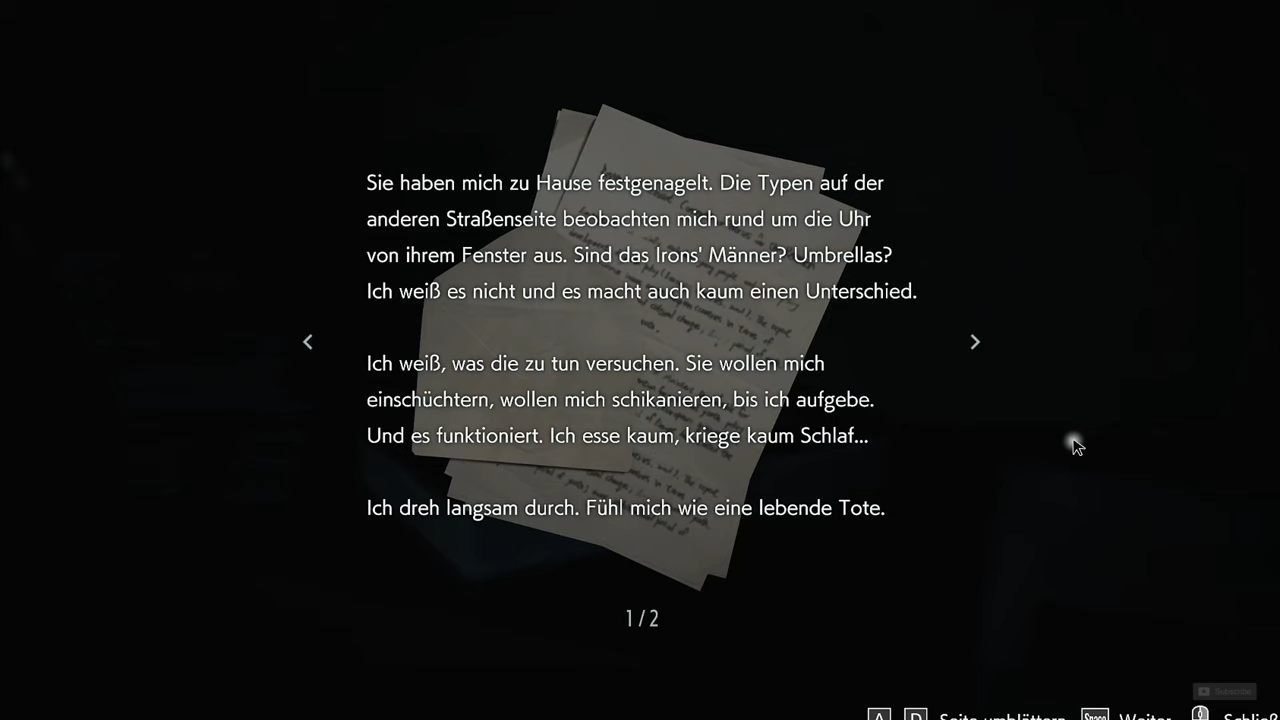 Sie haben mich zu Hause festgenagelt. Die Typen auf der
anderen Straßenseite beobachten mich rund um die Uhr
von ihrem Fenster aus. Sind das Irons' Männer? Umbrellas?
Ich weiß es nicht und es macht auch kaum einen Unterschied.
Ich weiß, was die zu tun versuchen. Sie wollen mich
einschüchtern, wollen mich schikanieren, bis ich aufgebe.
Und es funktioniert. Ich esse kaum, kriege kaum Schlaf...
Ich dreh langsam durch. Fühl mich wie eine lebende Tote.
1 / 2
Subscribe
A D Seite umblättern Space Weiter